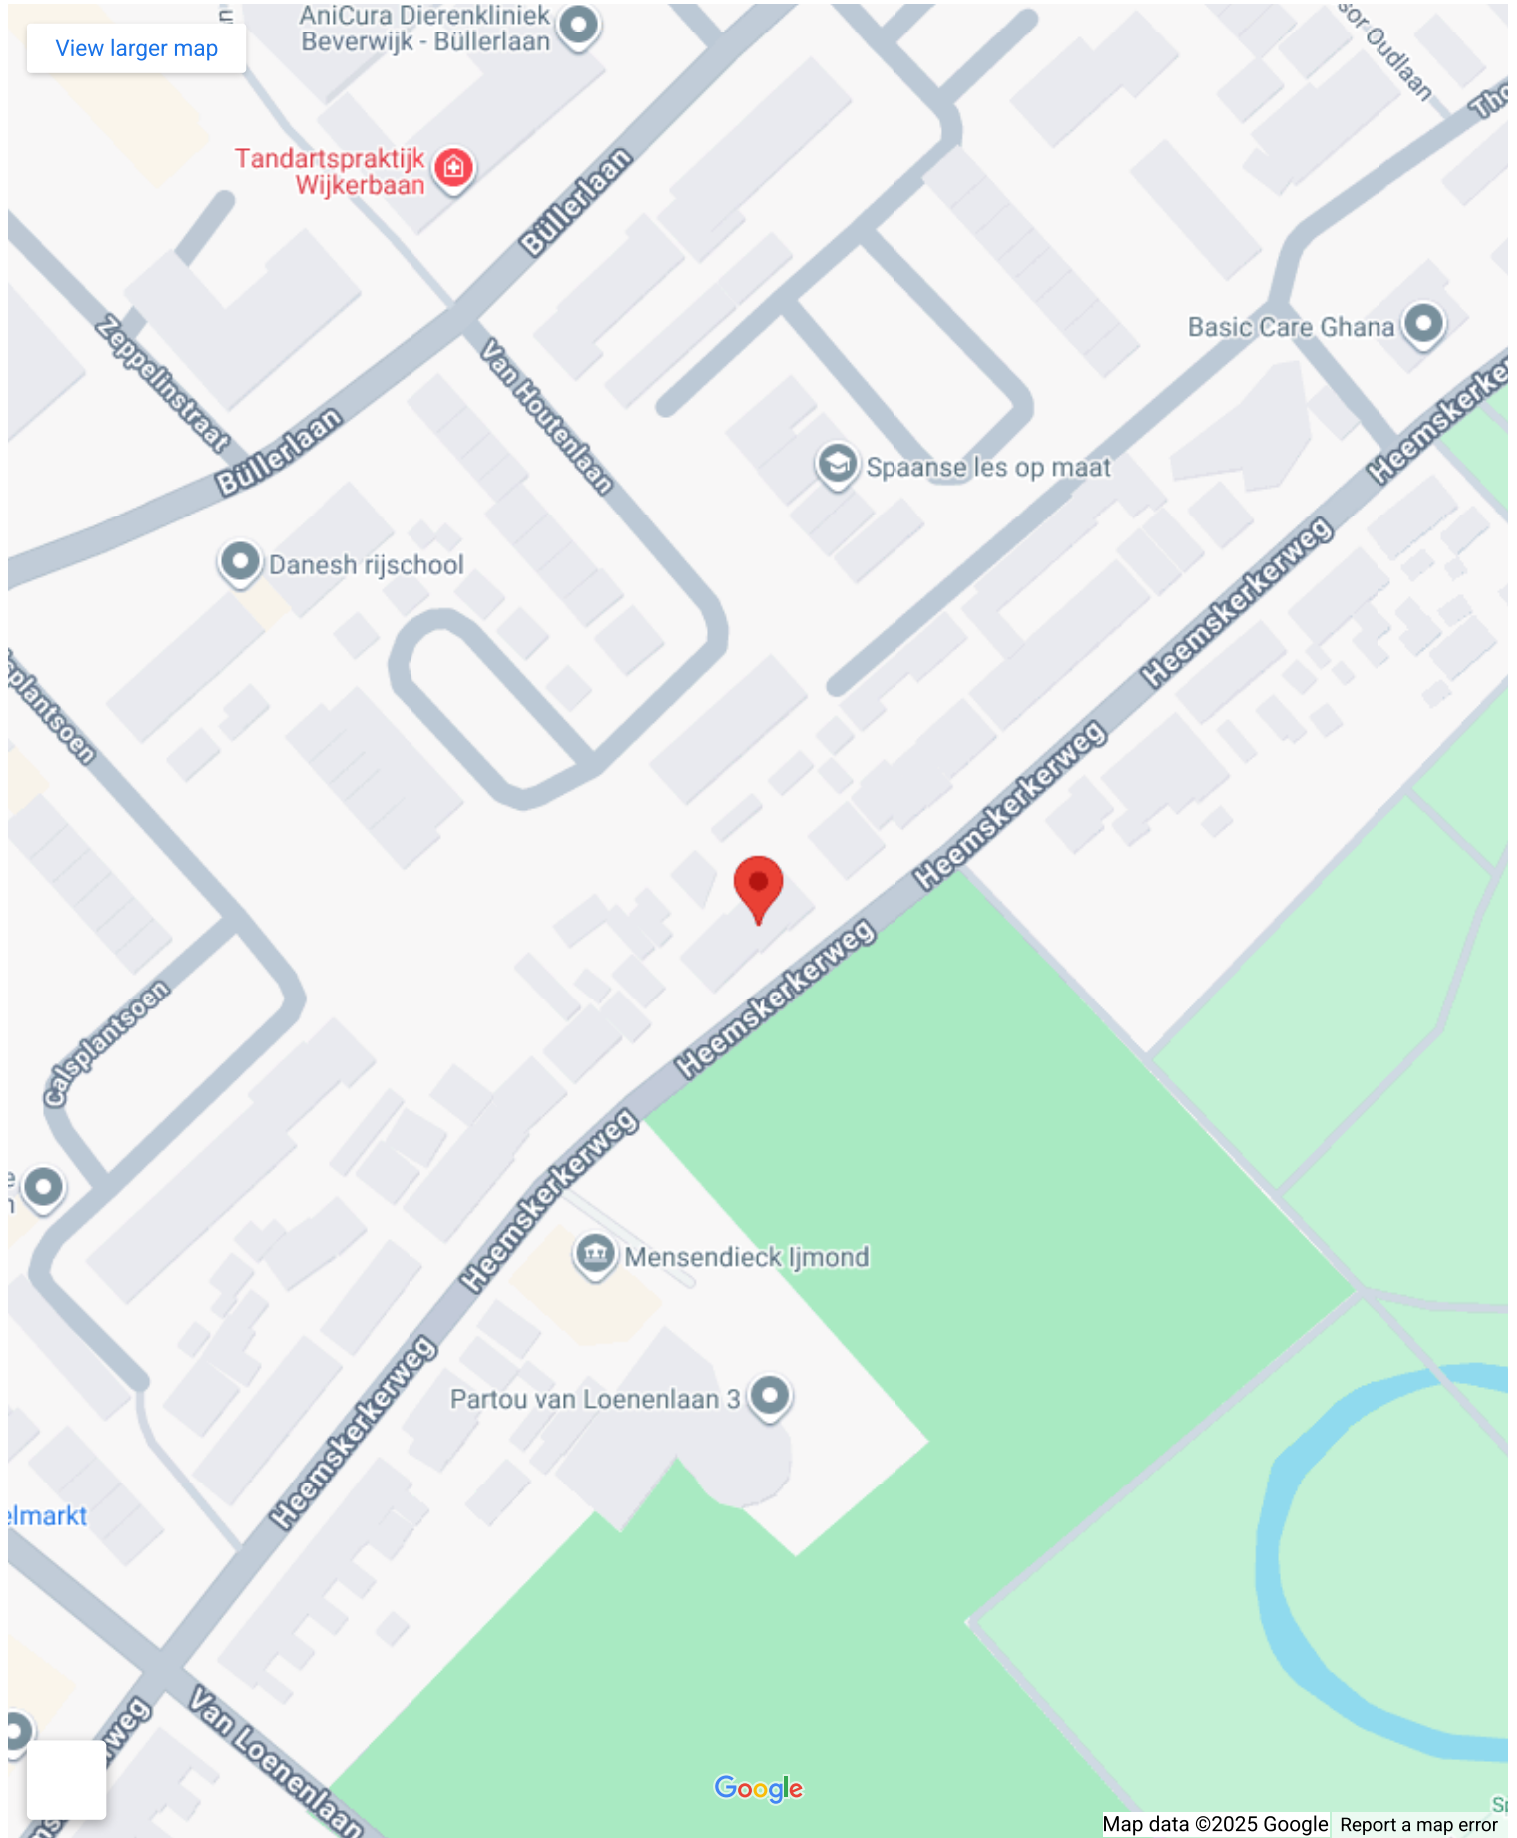 AniCura Dierenkliniek
Beverwijk - Büllerlaan
View larger map
Tandartspraktijk
Wijkerbaan
Büllerlaan
Basic Care Ghana
Zeppelinstraat
Van Houtenlaan
Büllerlaan
Spaanse les op maat
Danesh rijschool
Heemskerkerweg
Heemskerkerweg
Heemskerkerweg
Calsplantsoen
Heemskerkerweg
Mensendieck Ijmond
Partou van Loenenlaan 3
Heemskerkerweg
Van Loenenlaan
Google
Map data ©2025 Google
Report a map error